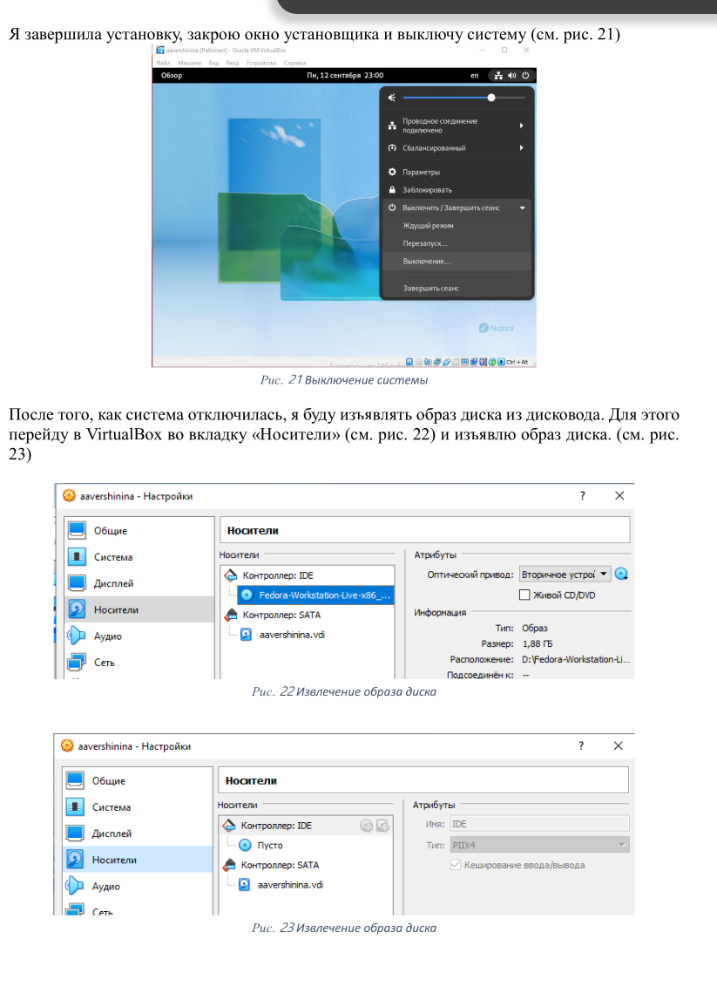 Я завершила установку, закрою окно установщика и выключу систему (см. рис. 21)
aavershinina [Работает] - Oracle VM VirtualBox
Файл Машина Вид Ввод Устройства Справка
Обзор Пн, 12 сентября 23:00 en
Проводное соединение
подключено
Сбалансированный
Параметры
Заблокировать
Выключить / Завершить сеанс
Ждущий режим
Перезапуск...
Выключение...
Завершить сеанс
fedora
Активация Wind
Ctrl + Alt
Рис. 21 Выключение системы
После того, как система отключилась, я буду изъявлять образ диска из дисковода. Для этого
перейду в VirtualBox во вкладку «Носители» (см. рис. 22) и изъявлю образ диска. (см. рис.
23)
aavershinina - Настройки ?
Общие
Система
Дисплей
Носители
Аудио
Сеть
Носители
Носители
Контроллер: IDE
Fedora-Workstation-Live-x86_...
Контроллер: SATA
aavershinina.vdi
Атрибуты
Оптический привод: Вторичное устрой
Живой CD/DVD
Информация
Тип: Образ
Размер: 1,88 ГБ
Расположение: D:\Fedora-Workstation-Li...
Подсоединён к: --
Рис. 22 Извлечение образа диска
aavershinina - Настройки ?
Общие
Система
Дисплей
Носители
Аудио
Сеть
Носители
Носители
Контроллер: IDE
Пусто
Контроллер: SATA
aavershinina.vdi
Атрибуты
Имя: IDE
Тип: PIIX4
Кеширование ввода/вывода
Рис. 23 Извлечение образа диска